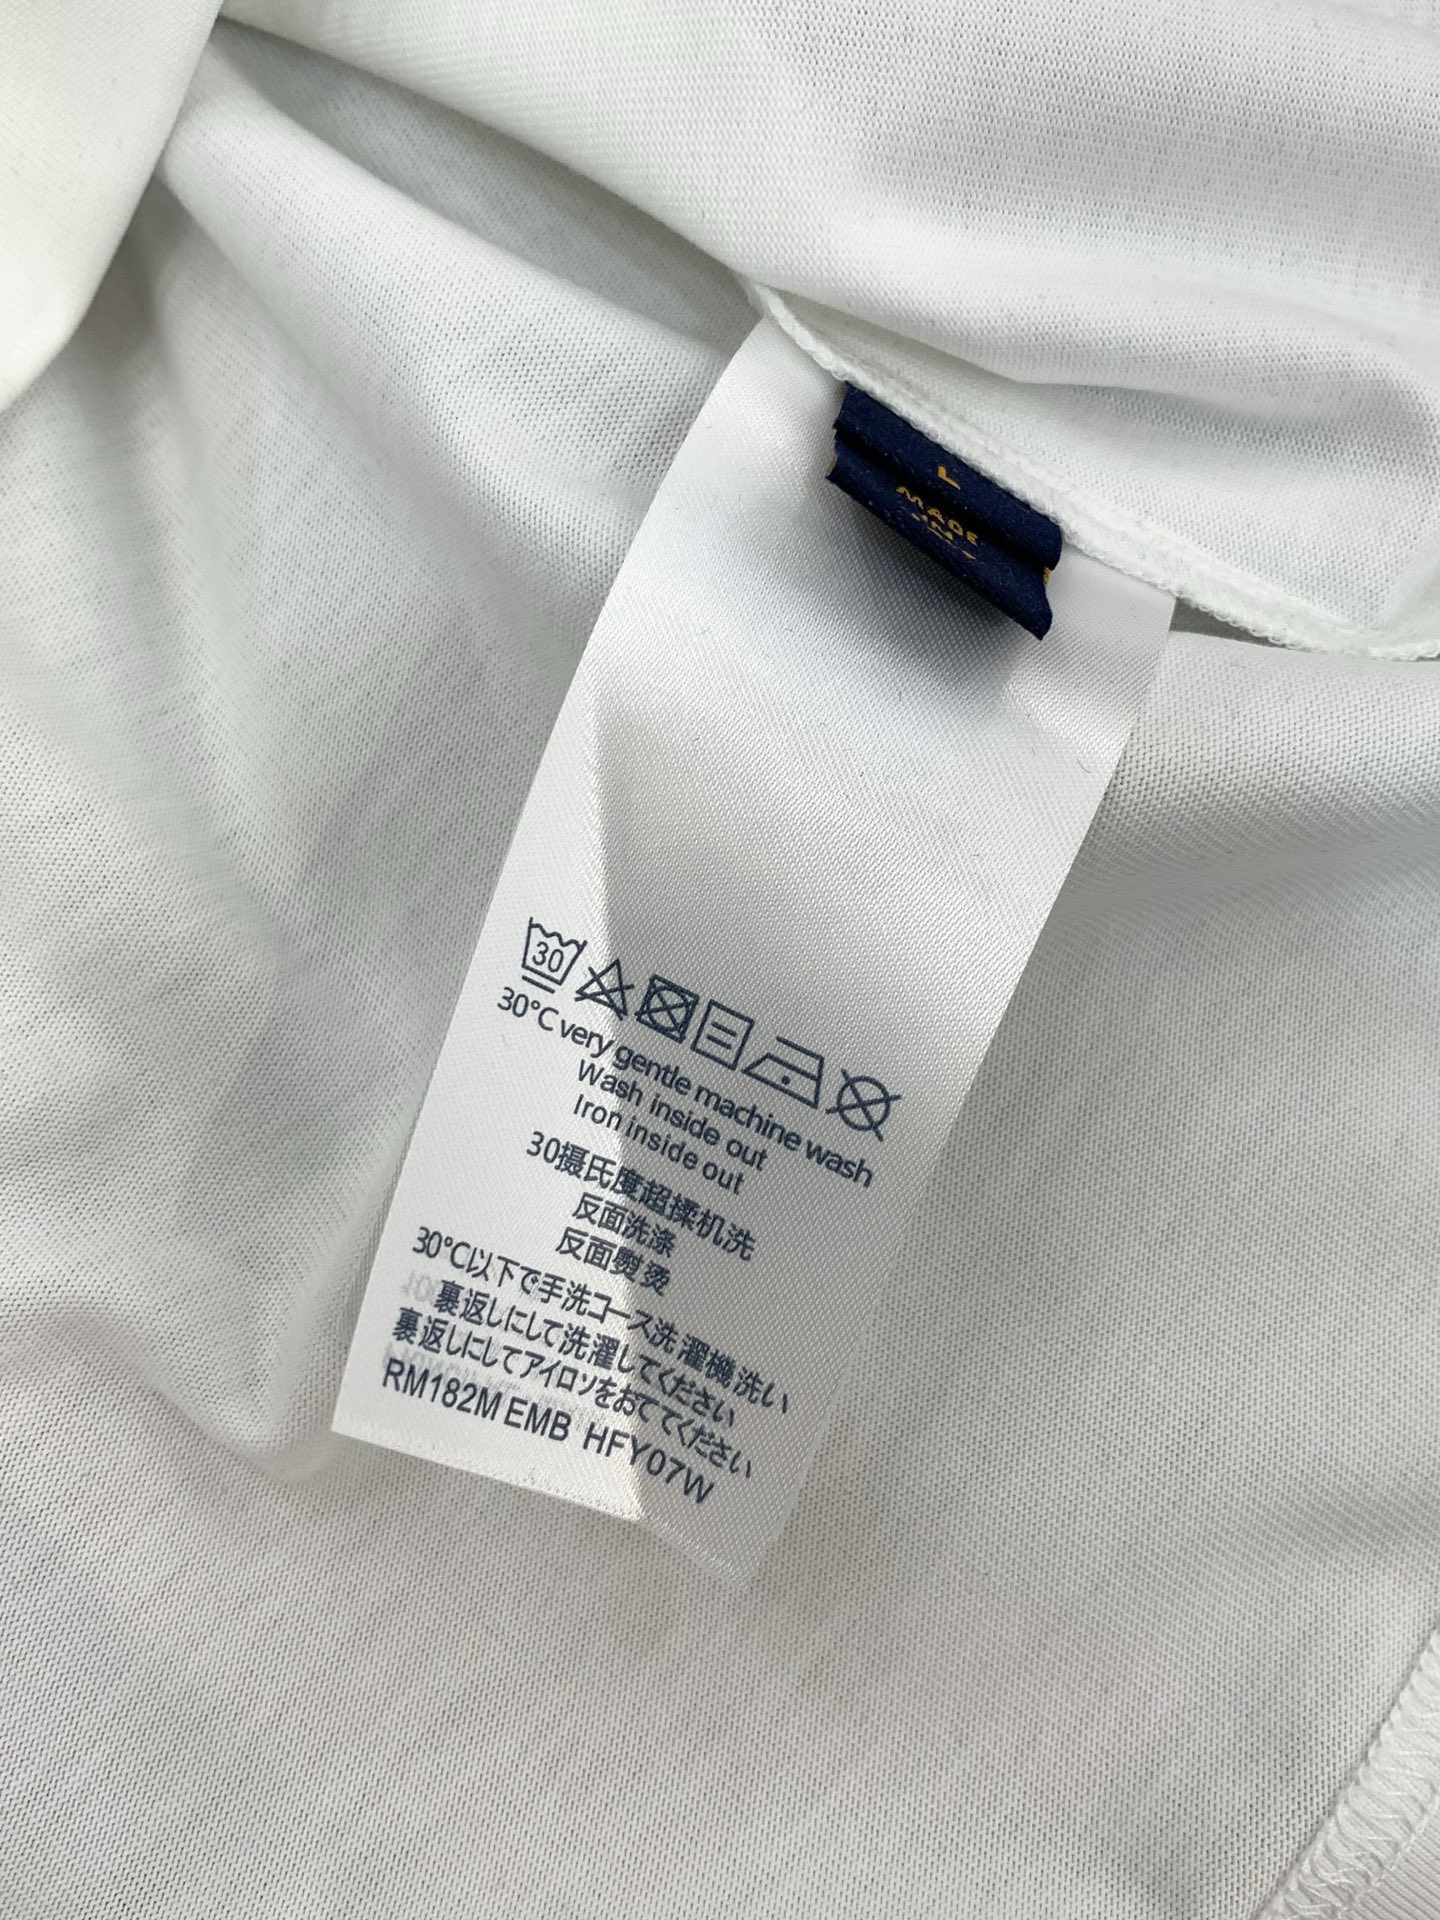 L
MADE
IN
30
30°C very gentle machine wash
Wash inside out
Iron inside out
30摄氏度超揉机洗
反面洗涤
反面熨烫
30℃以下で手洗コース洗濯機洗い
裏返しにして洗濯してください
裏返しにしてアイロソをおててください
RM182M EMB HFY07W